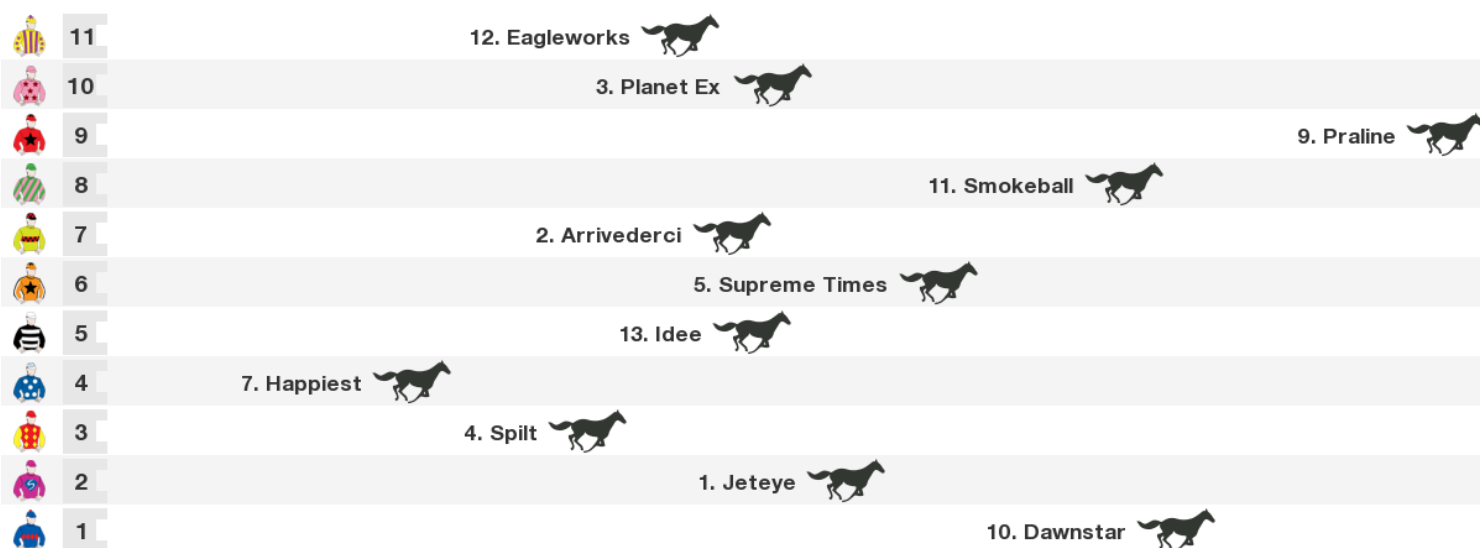 11 12. Eagleworks
10 3. Planet Ex
9 9. Praline
8 11. Smokeball
7 2. Arrivederci
6 5. Supreme Times
5 13. Idee
4 7. Happiest
3 4. Spilt
2 1. Jeteye
1 10. Dawnstar